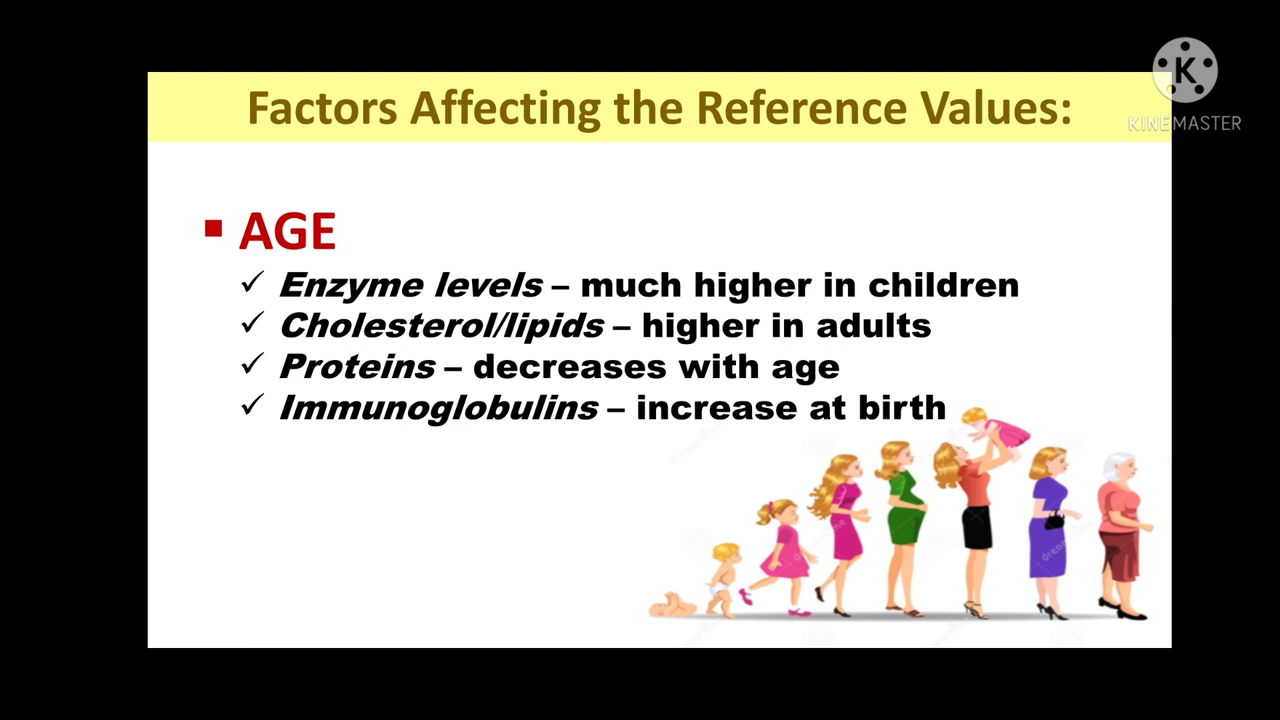 K
KINEMASTER
Factors Affecting the Reference Values:
▪ AGE
✓ Enzyme levels – much higher in children
✓ Cholesterol/lipids – higher in adults
✓ Proteins – decreases with age
✓ Immunoglobulins – increase at birth